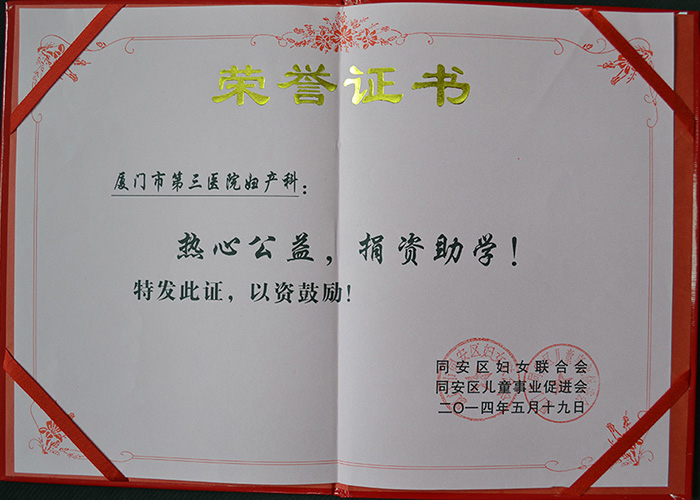 荣誉证书
厦门市第三医院妇产科：
热心公益，捐资助学！
特发此证，以资鼓励！
同安区妇女联合会
同安区儿童事业促进会
二〇一四年五月十九日